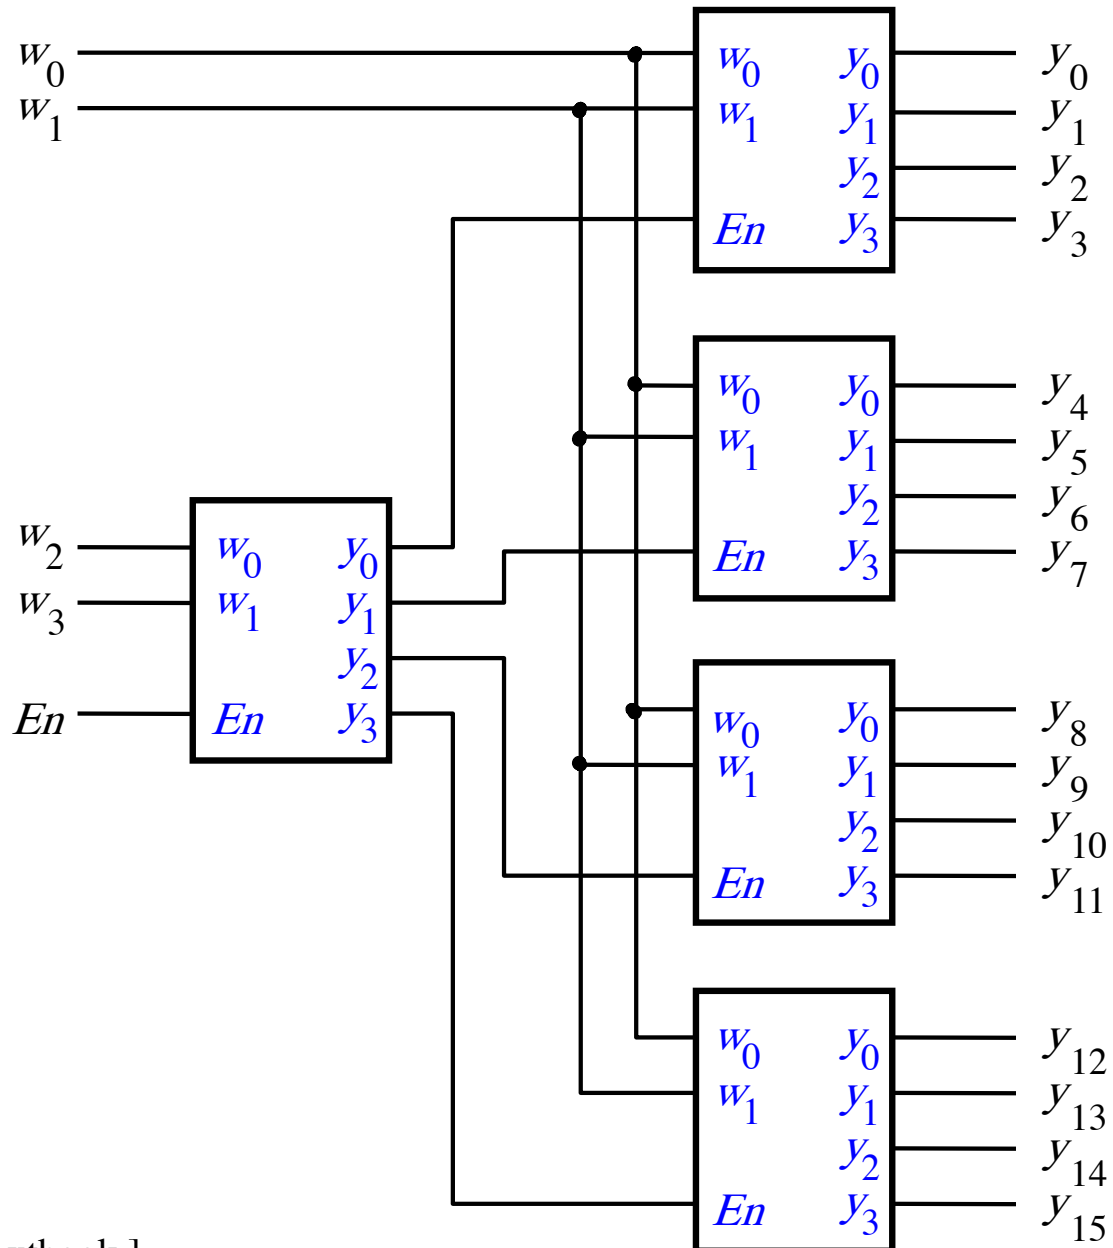 w0 w0 y0 y0
w1 w1 y1 y1
y2 y2
En y3 y3
w0 y0 y4
w1 y1 y5
y2 y6
En y3 y7
w2 w0 y0
w3 w1 y1
y2
En En y3
w0 y0 y8
w1 y1 y9
y2 y10
En y3 y11
w0 y0 y12
w1 y1 y13
y2 y14
En y3 y15